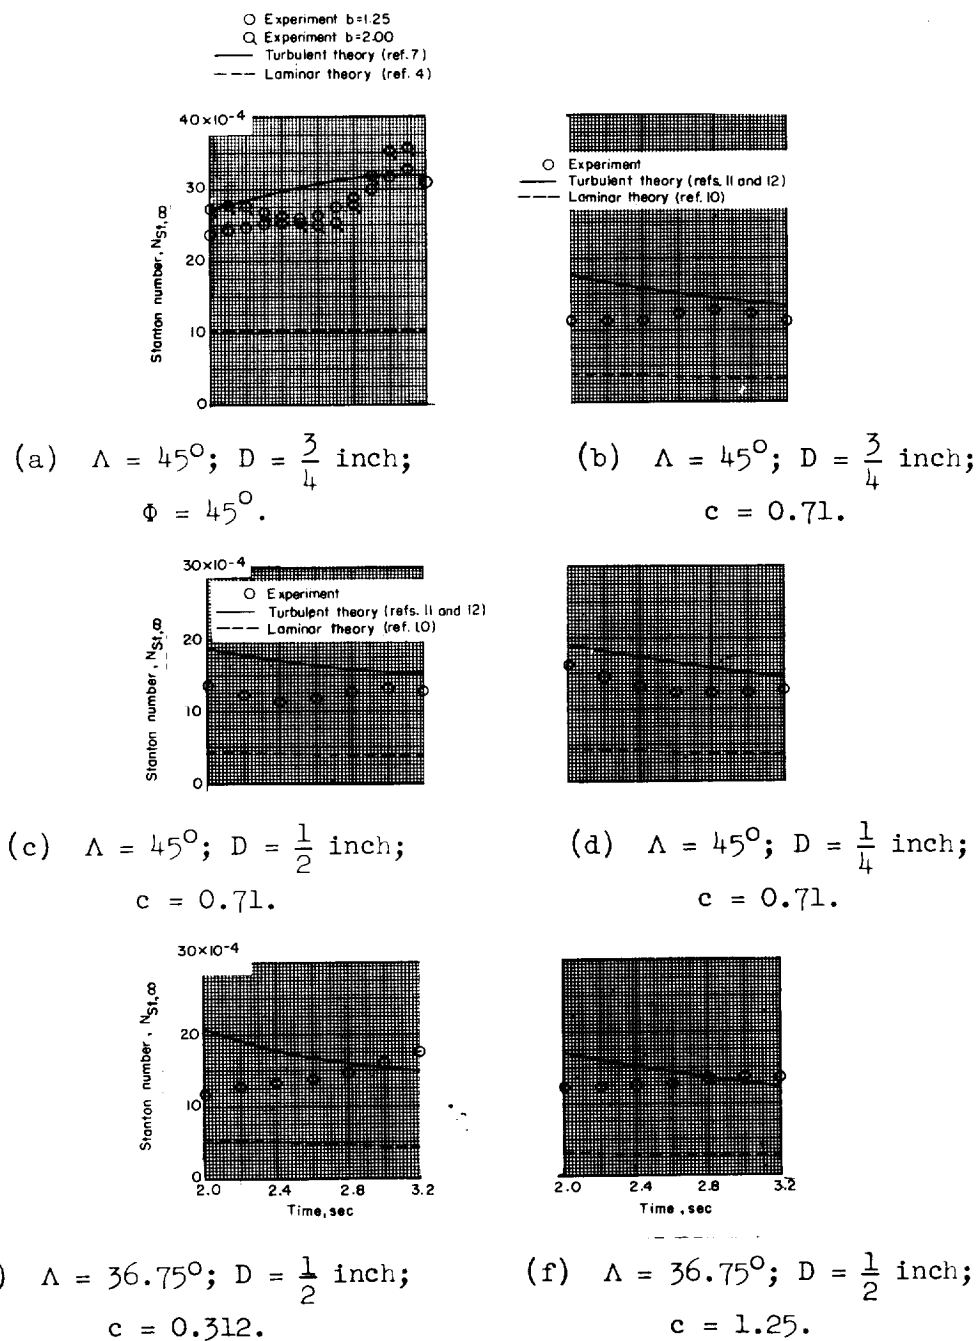 O Experiment b=1.25
Q Experiment b=2.00
Turbulent theory (ref. 7)
Laminar theory (ref. 4)
40×10⁻⁴
30
20
10
0
Stanton number, N_St,∞
O Experiment
Turbulent theory (refs. 11 and 12)
Laminar theory (ref. 10)
(a) Λ = 45°; D = 3/4 inch;
Φ = 45°.
(b) Λ = 45°; D = 3/4 inch;
c = 0.71.
30×10⁻⁴
20
10
0
Stanton number, N_St,∞
O Experiment
Turbulent theory (refs. 11 and 12)
Laminar theory (ref. 10)
(c) Λ = 45°; D = 1/2 inch;
c = 0.71.
(d) Λ = 45°; D = 1/4 inch;
c = 0.71.
30×10⁻⁴
20
10
0
Stanton number, N_St,∞
2.0 2.4 2.8 3.2
Time, sec
2.0 2.4 2.8 3.2
Time, sec
) Λ = 36.75°; D = 1/2 inch;
c = 0.312.
(f) Λ = 36.75°; D = 1/2 inch;
c = 1.25.